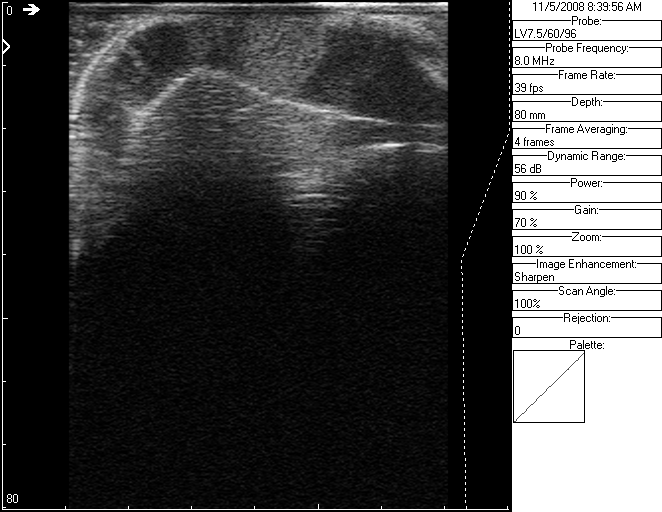 0
80
11/5/2008 8:39:56 AM
Probe:
LV7.5/60/96
Probe Frequency:
8.0 MHz
Frame Rate:
39 fps
Depth:
80 mm
Frame Averaging:
4 frames
Dynamic Range:
56 dB
Power:
90 %
Gain:
70 %
Zoom:
100 %
Image Enhancement:
Sharpen
Scan Angle:
100%
Rejection:
0
Palette: